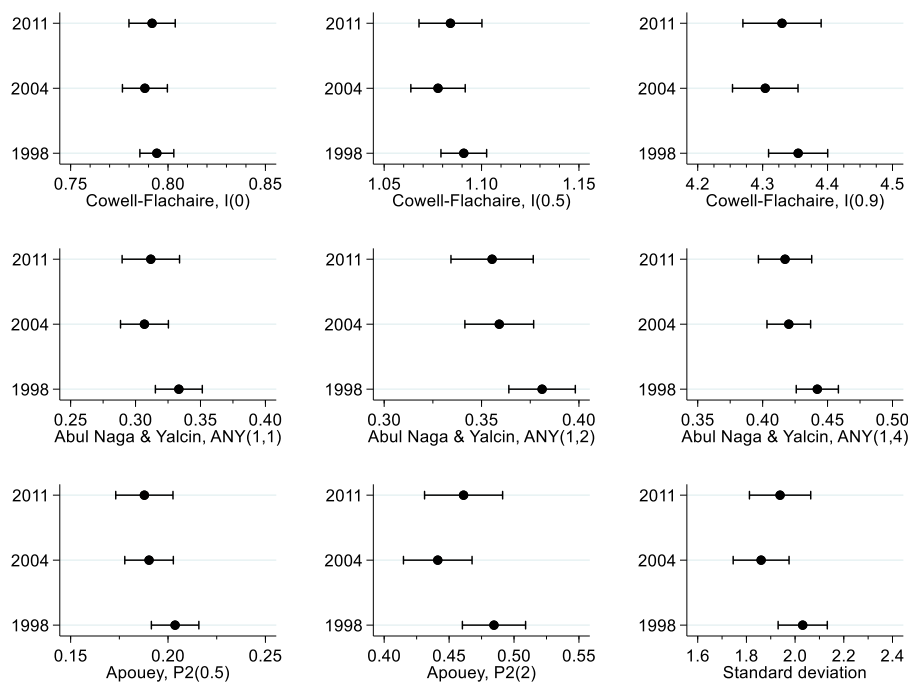 2011
2004
1998
0.75 0.80 0.85
Cowell-Flachaire, I(0)
2011
2004
1998
1.05 1.10 1.15
Cowell-Flachaire, I(0.5)
2011
2004
1998
4.2 4.3 4.4 4.5
Cowell-Flachaire, I(0.9)
2011
2004
1998
0.25 0.30 0.35 0.40
Abul Naga & Yalcin, ANY(1,1)
2011
2004
1998
0.30 0.35 0.40
Abul Naga & Yalcin, ANY(1,2)
2011
2004
1998
0.35 0.40 0.45 0.50
Abul Naga & Yalcin, ANY(1,4)
2011
2004
1998
0.15 0.20 0.25
Apouey, P2(0.5)
2011
2004
1998
0.40 0.45 0.50 0.55
Apouey, P2(2)
2011
2004
1998
1.6 1.8 2.0 2.2 2.4
Standard deviation